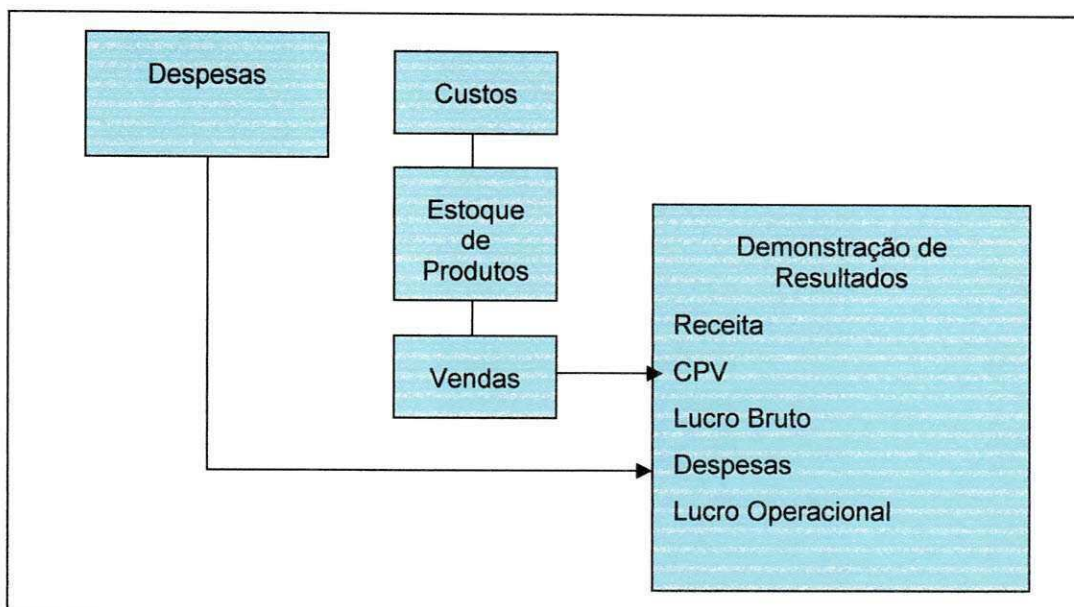 Despesas
Custos
Estoque
de
Produtos
Vendas
Demonstração de
Resultados
Receita
CPV
Lucro Bruto
Despesas
Lucro Operacional